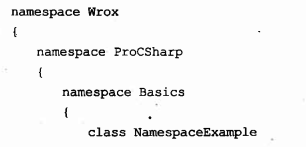 namespace Wrox
{
    namespace ProCSharp
    {
        namespace Basics
        {
            class NamespaceExample